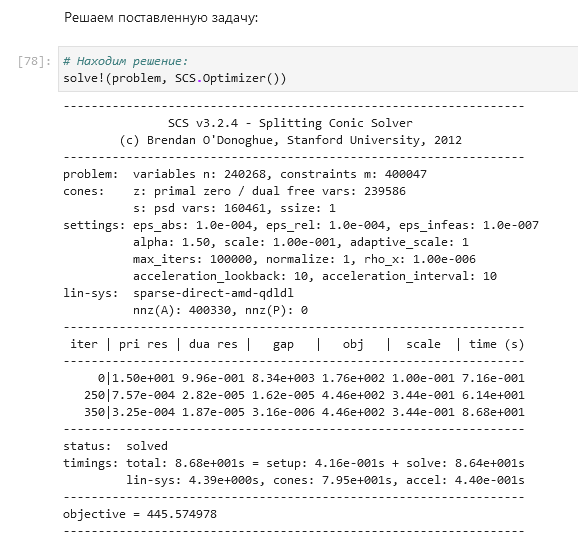 Решаем поставленную задачу:
[78]: # Находим решение:
solve!(problem, SCS.Optimizer())
------------------------------------------------------------------
SCS v3.2.4 - Splitting Conic Solver
(c) Brendan O'Donoghue, Stanford University, 2012
------------------------------------------------------------------
problem:  variables n: 240268, constraints m: 400047
cones:    z: primal zero / dual free vars: 239586
s: psd vars: 160461, ssize: 1
settings: eps_abs: 1.0e-004, eps_rel: 1.0e-004, eps_infeas: 1.0e-007
alpha: 1.50, scale: 1.00e-001, adaptive_scale: 1
max_iters: 100000, normalize: 1, rho_x: 1.00e-006
acceleration_lookback: 10, acceleration_interval: 10
lin-sys:  sparse-direct-amd-qdldl
nnz(A): 400330, nnz(P): 0
------------------------------------------------------------------
iter | pri res | dua res |   gap   |   obj   |  scale  | time (s)
------------------------------------------------------------------
0|1.50e+001 9.96e-001 8.34e+003 1.76e+002 1.00e-001 7.16e-001
250|7.57e-004 2.82e-005 1.62e-005 4.46e+002 3.44e-001 6.14e+001
350|3.25e-004 1.87e-005 3.16e-006 4.46e+002 3.44e-001 8.68e+001
------------------------------------------------------------------
status:  solved
timings: total: 8.68e+001s = setup: 4.16e-001s + solve: 8.64e+001s
lin-sys: 4.39e+000s, cones: 7.95e+001s, accel: 4.40e-001s
------------------------------------------------------------------
objective = 445.574978
------------------------------------------------------------------